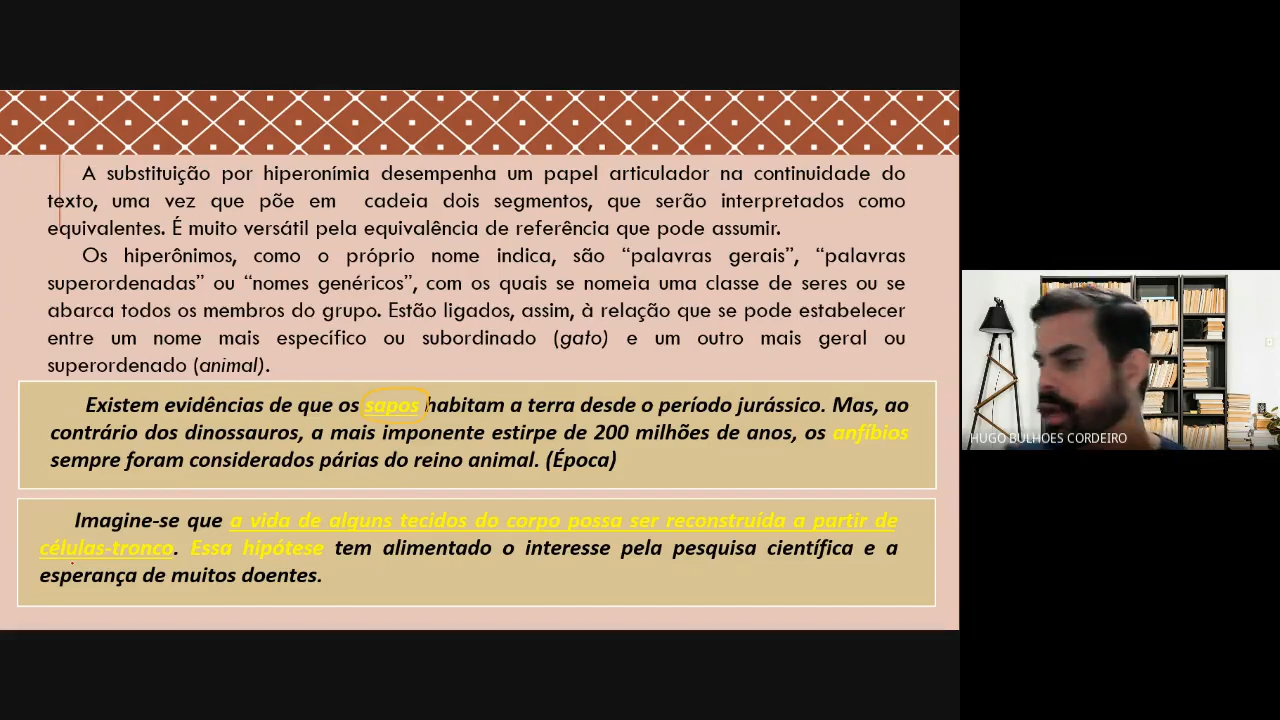 A substituição por hiperonímia desempenha um papel articulador na continuidade do
texto, uma vez que põe em cadeia dois segmentos, que serão interpretados como
equivalentes. É muito versátil pela equivalência de referência que pode assumir.
Os hiperônimos, como o próprio nome indica, são “palavras gerais”, “palavras
superordenadas” ou “nomes genéricos”, com os quais se nomeia uma classe de seres ou se
abarca todos os membros do grupo. Estão ligados, assim, à relação que se pode estabelecer
entre um nome mais específico ou subordinado (gato) e um outro mais geral ou
superordenado (animal).
Existem evidências de que os sapos habitam a terra desde o período jurássico. Mas, ao
contrário dos dinossauros, a mais imponente estirpe de 200 milhões de anos, os anfíbios
sempre foram considerados párias do reino animal. (Época)
Imagine-se que a vida de alguns tecidos do corpo possa ser reconstruída a partir de
células-tronco. Essa hipótese tem alimentado o interesse pela pesquisa científica e a
esperança de muitos doentes.
HUGO BULHOES CORDEIRO